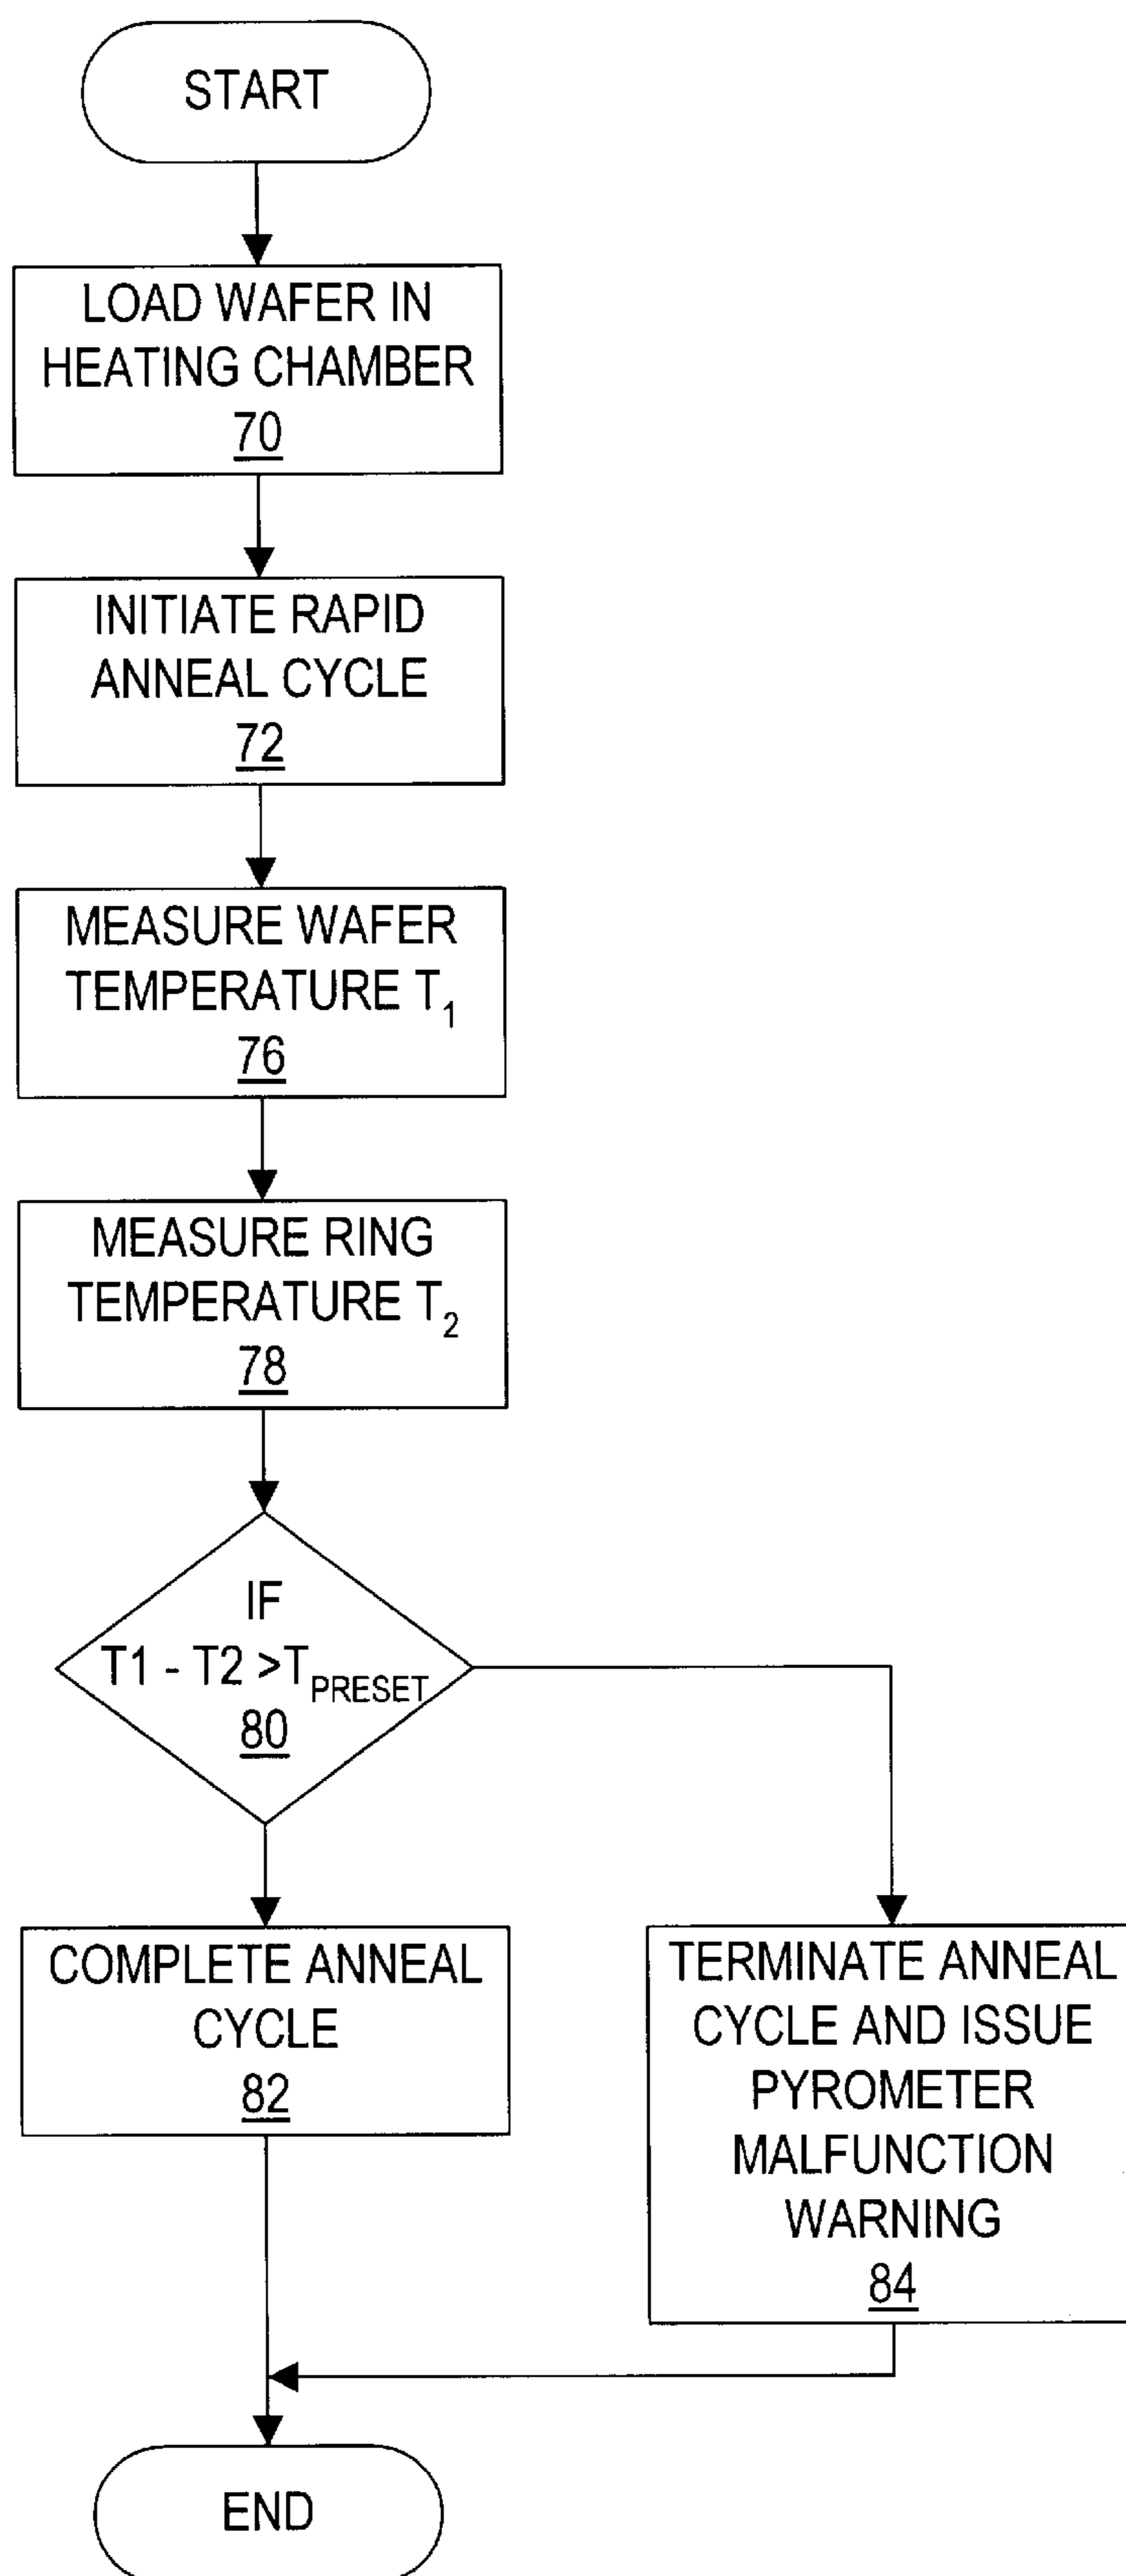 START
LOAD WAFER IN
HEATING CHAMBER
70
INITIATE RAPID
ANNEAL CYCLE
72
MEASURE WAFER
TEMPERATURE T₁
76
MEASURE RING
TEMPERATURE T₂
78
IF
T1 - T2 >T_PRESET
80
COMPLETE ANNEAL
CYCLE
82
TERMINATE ANNEAL
CYCLE AND ISSUE
PYROMETER
MALFUNCTION
WARNING
84
END